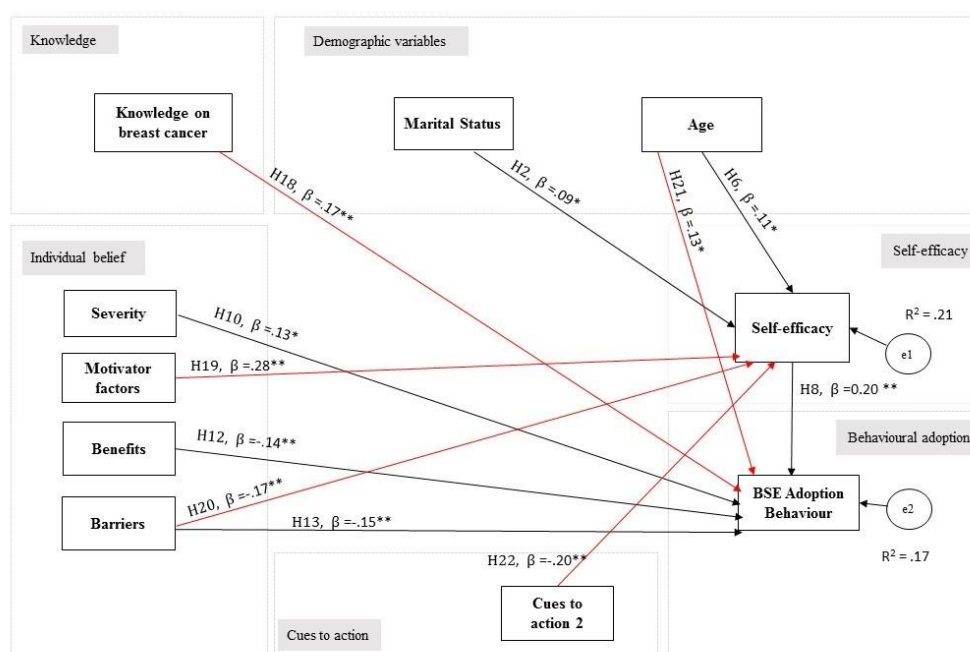 Knowledge
Demographic variables
Knowledge on
breast cancer
Marital Status
Age
H18, β =.17**
H2, β =.09*
H21, β =.13*
H6, β =.11*
Individual belief
Self-efficacy
Severity
H10, β =.13*
Self-efficacy
R² = .21
e1
Motivator
factors
H19, β =.28**
H8, β =0.20 **
Benefits
H12, β =-.14**
Behavioural adoption
H20, β =-.17**
Barriers
H13, β =-.15**
BSE Adoption
Behaviour
e2
R² = .17
H22, β =-.20**
Cues to
action 2
Cues to action